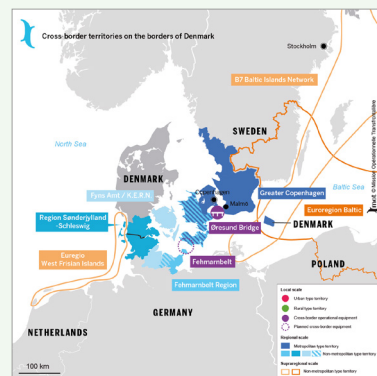 Cross-border territories on the borders of Denmark
Stockholm
B7 Baltic Islands Network
North Sea
SWEDEN
DENMARK
Fyns Amt / K.E.R.N
Copenhagen
Greater Copenhagen
Baltic Sea
Malmö
Euroregion Baltic
Region Sønderjylland
-Schleswig
Øresund Bridge
DENMARK
Euregio
West Frisian Islands
Fehmarnbelt
POLAND
Fehmarnbelt Region
GERMANY
NETHERLANDS
100 km
Local scale
Urban type territory
Rural type territory
Cross-border operational equipment
Planned cross-border equipment
Regional scale
Metropolitan type territory
Non-metropolitan type territory
Supraregional scale
Non-metropolitan type territory